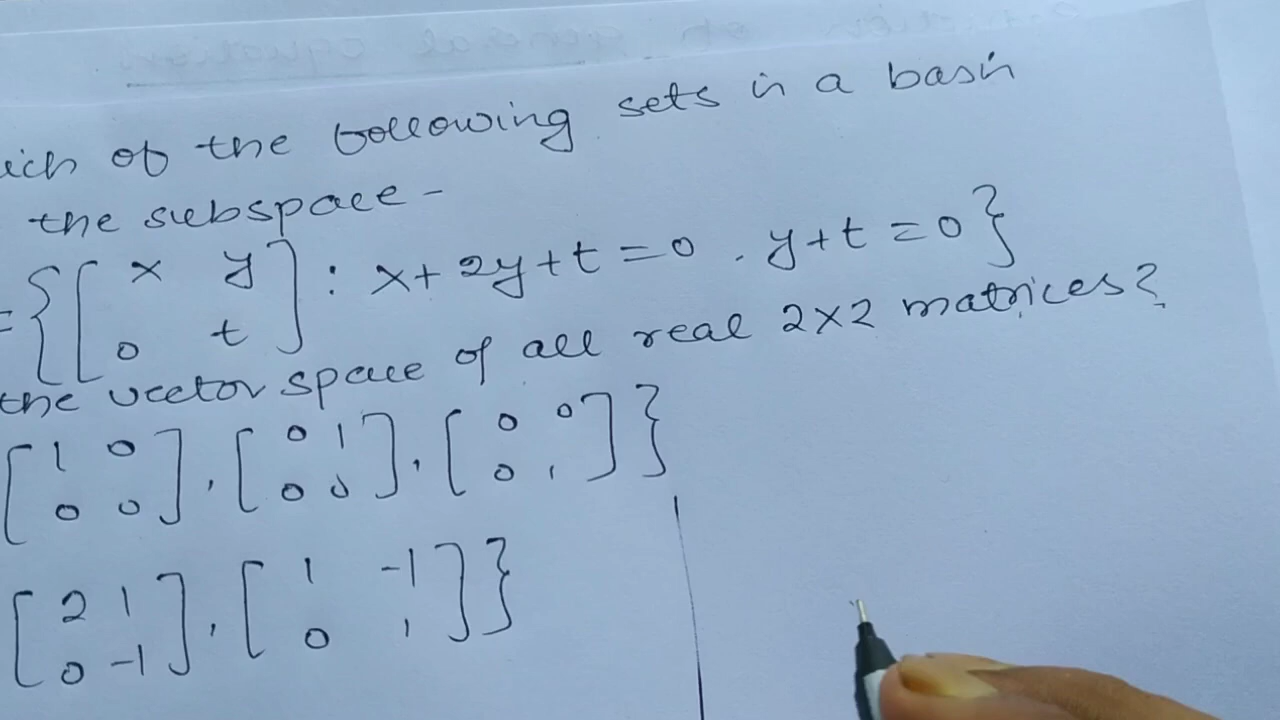 ich of the following sets is a basis
the subspace -
= { [ x y 0 t ] : x + 2y + t = 0 . y + t = 0 }
the vector space of all real 2×2 matrices?
[ 1 0 0 0 ] , [ 0 1 0 0 ] , [ 0 0 0 1 ] }
[ 2 1 0 -1 ] , [ 1 -1 0 1 ] }